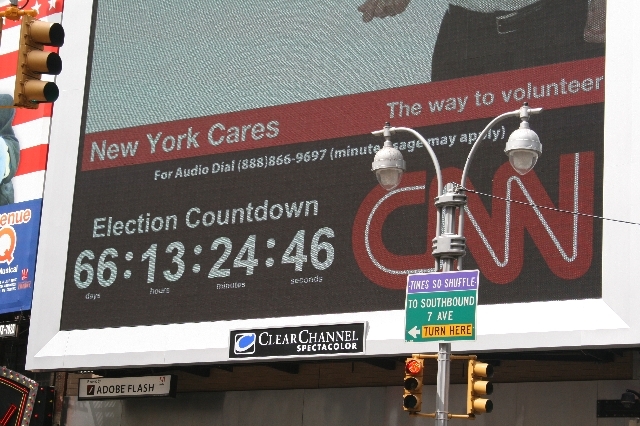 New York Cares
The way to volunteer
For Audio Dial (888)866-9697 (minute usage may apply)
Election Countdown
66:13:24:46
days hours minutes seconds
CNN
enue
Q
Musical
CLEARCHANNEL
SPECTACOLOR
ADOBE FLASH
TIMES SQ SHUFFLE
TO SOUTHBOUND
7 AVE
TURN HERE